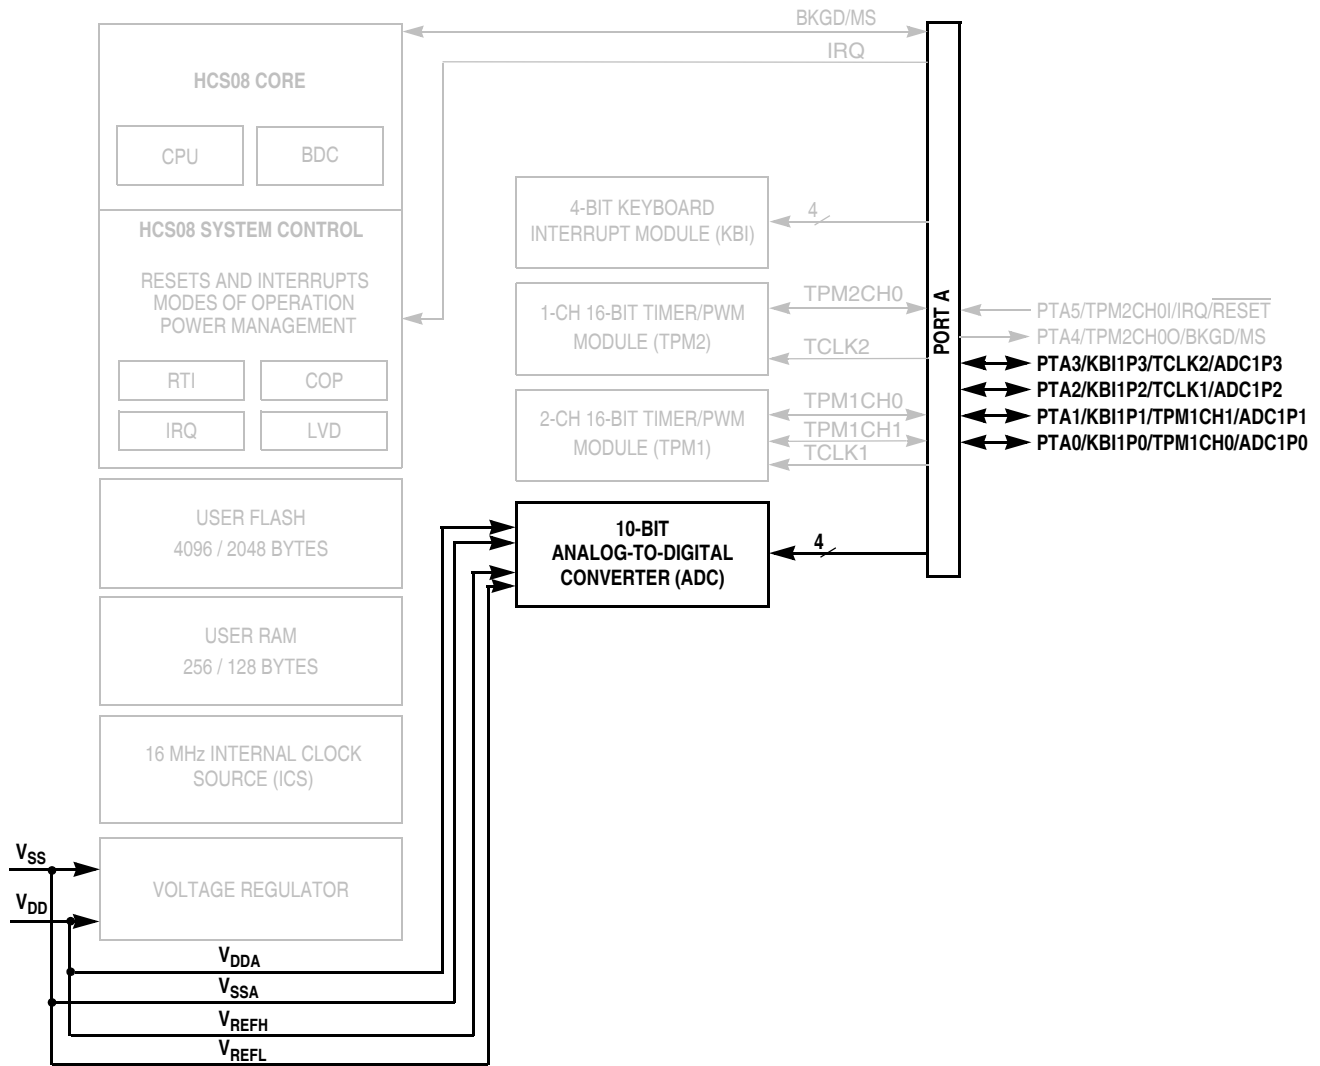 BKGD/MS
IRQ
HCS08 CORE
CPU
BDC
HCS08 SYSTEM CONTROL
RESETS AND INTERRUPTS
MODES OF OPERATION
POWER MANAGEMENT
RTI
COP
IRQ
LVD
USER FLASH
4096 / 2048 BYTES
USER RAM
256 / 128 BYTES
16 MHz INTERNAL CLOCK
SOURCE (ICS)
VOLTAGE REGULATOR
VSS
VDD
VDDA
VSSA
VREFH
VREFL
4-BIT KEYBOARD
INTERRUPT MODULE (KBI)
4
1-CH 16-BIT TIMER/PWM
MODULE (TPM2)
TPM2CH0
TCLK2
2-CH 16-BIT TIMER/PWM
MODULE (TPM1)
TPM1CH0
TPM1CH1
TCLK1
10-BIT
ANALOG-TO-DIGITAL
CONVERTER (ADC)
4
PORT A
PTA5/TPM2CH0I/IRQ/RESET
PTA4/TPM2CH0O/BKGD/MS
PTA3/KBI1P3/TCLK2/ADC1P3
PTA2/KBI1P2/TCLK1/ADC1P2
PTA1/KBI1P1/TPM1CH1/ADC1P1
PTA0/KBI1P0/TPM1CH0/ADC1P0